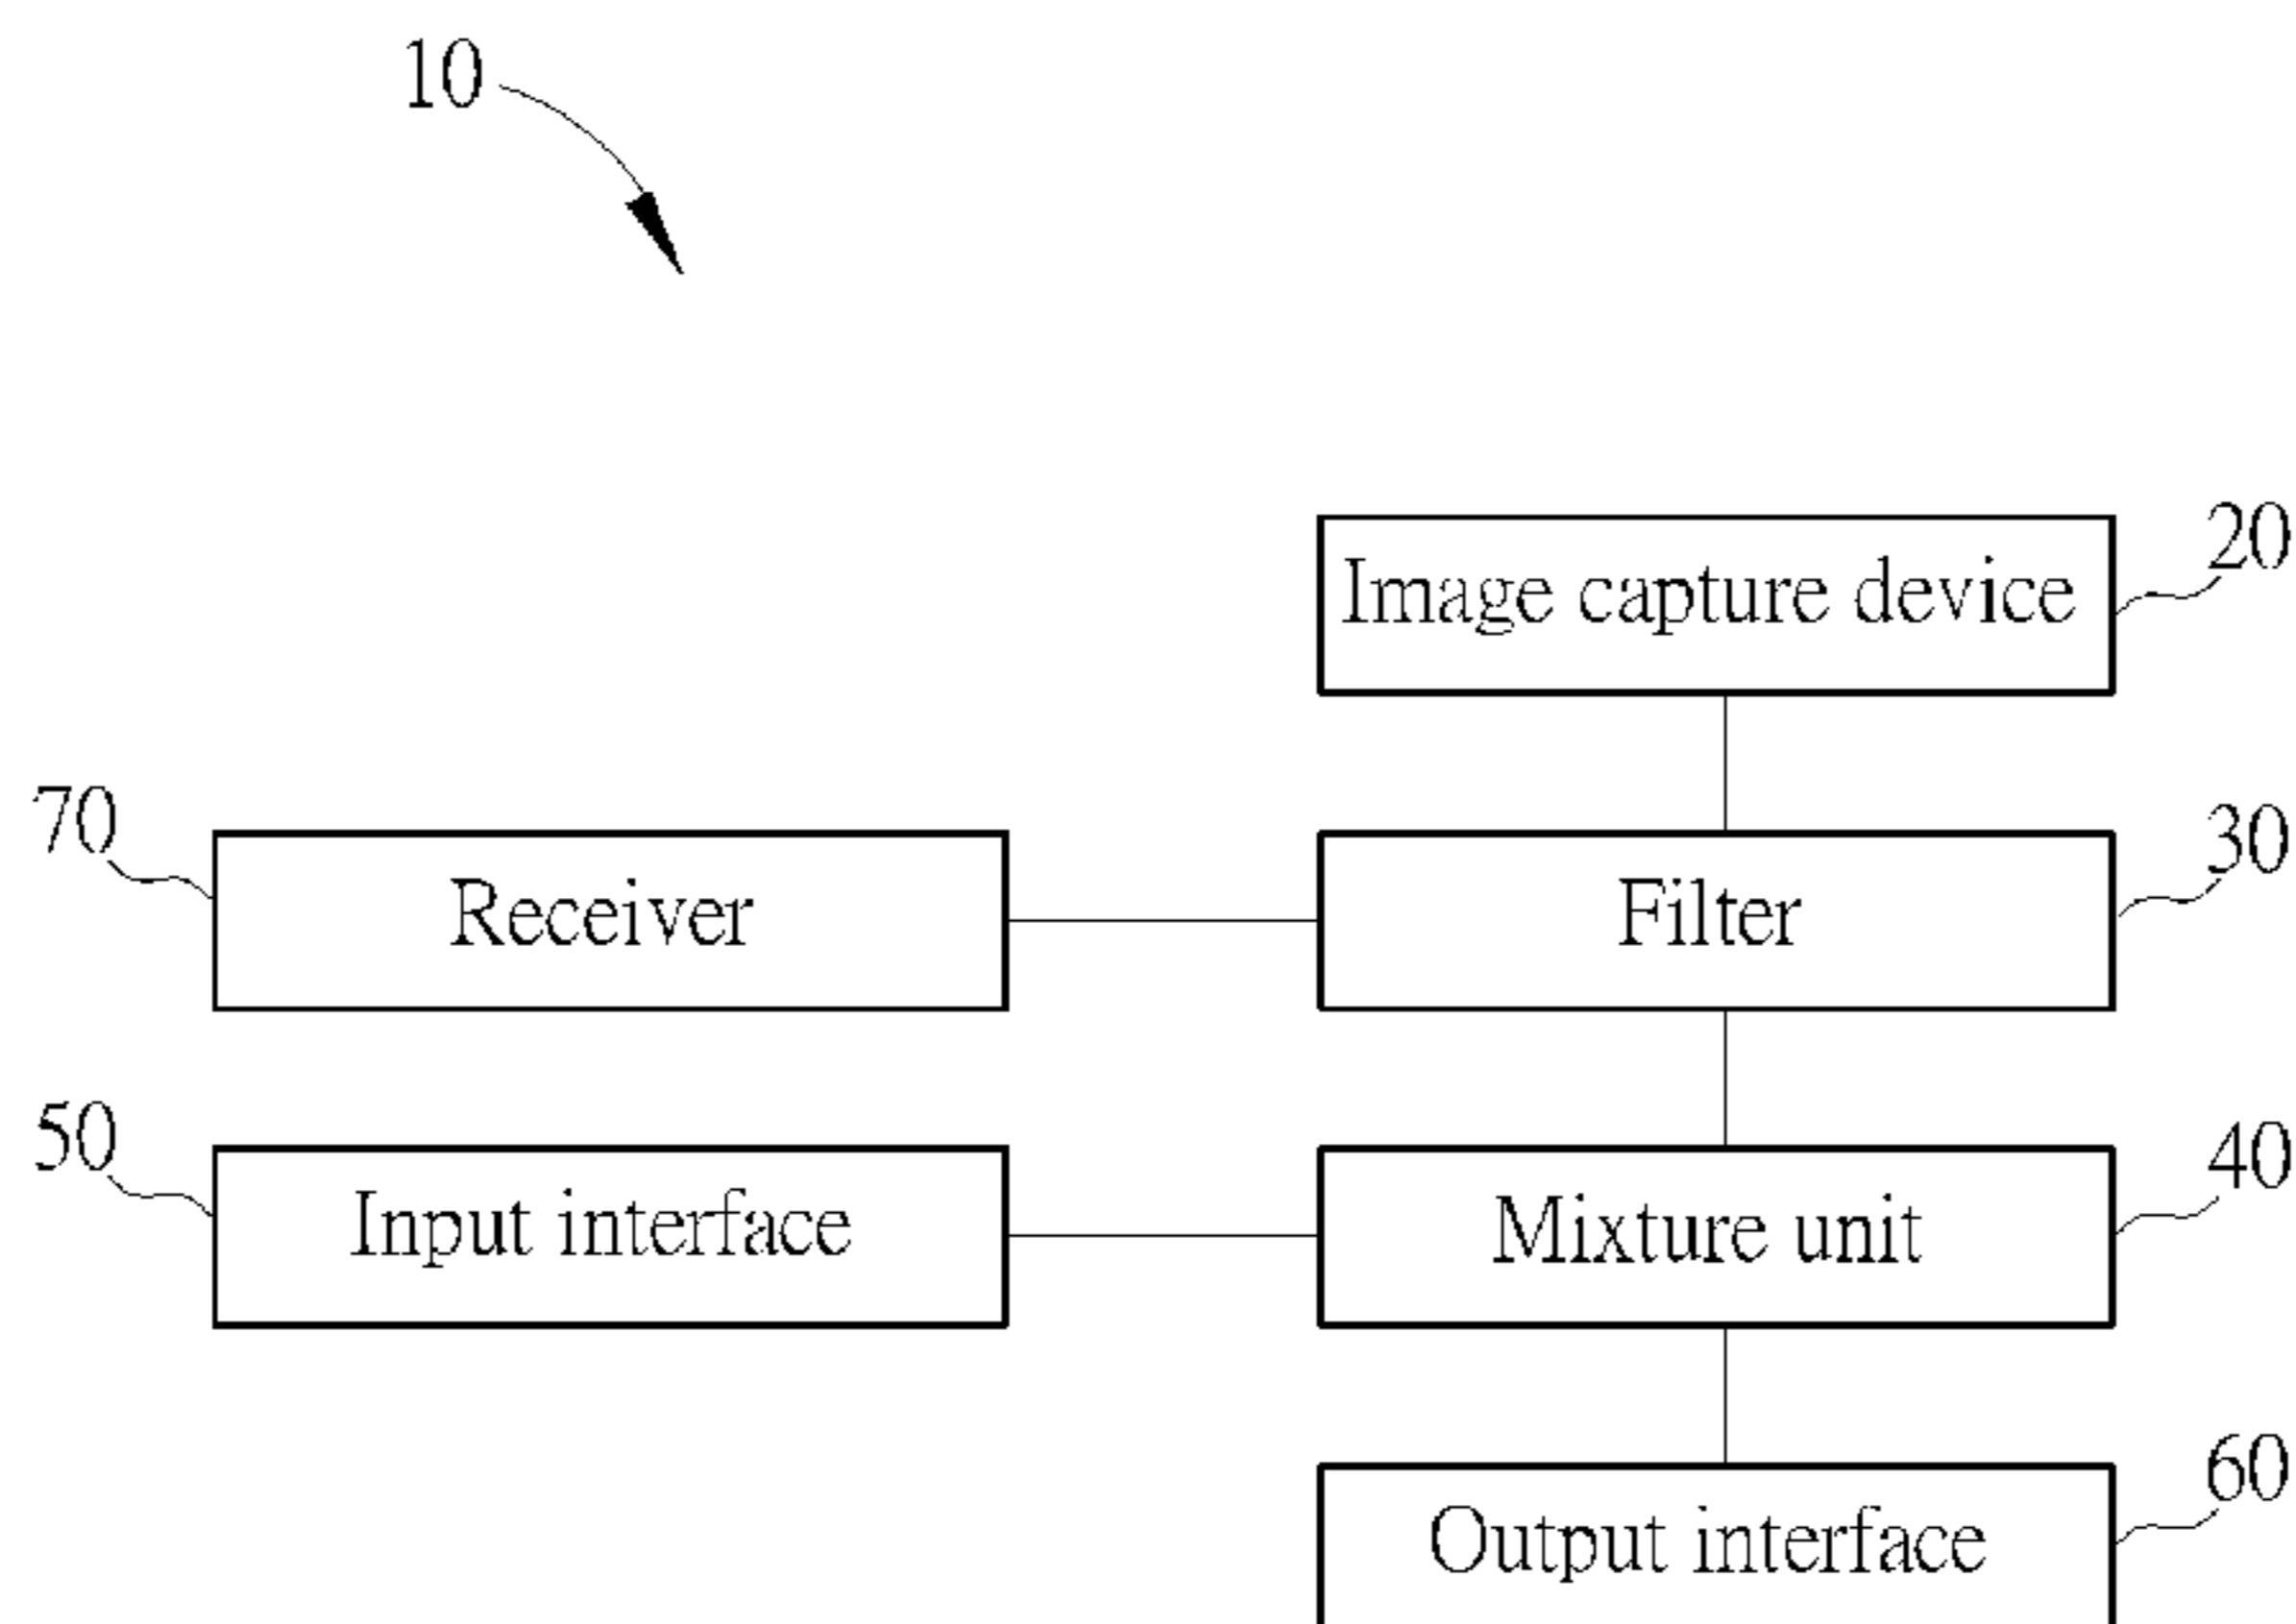 10
Image capture device
20
70
Receiver
Filter
30
50
Input interface
Mixture unit
40
Output interface
60